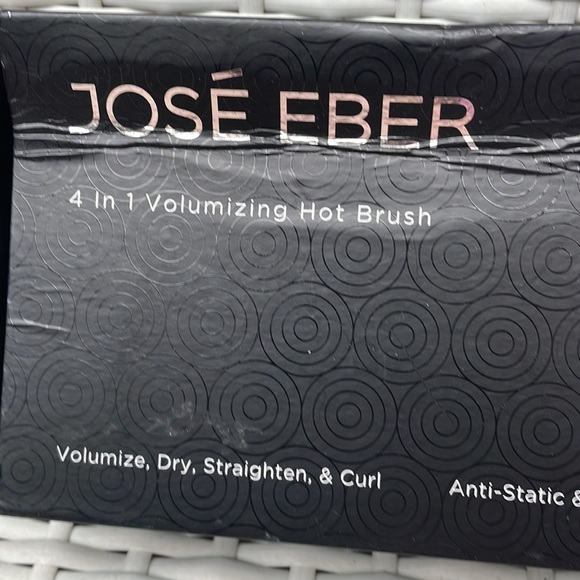 JOSÉ EBER
4 In 1 Volumizing Hot Brush
Volumize, Dry, Straighten, & Curl
Anti-Static &